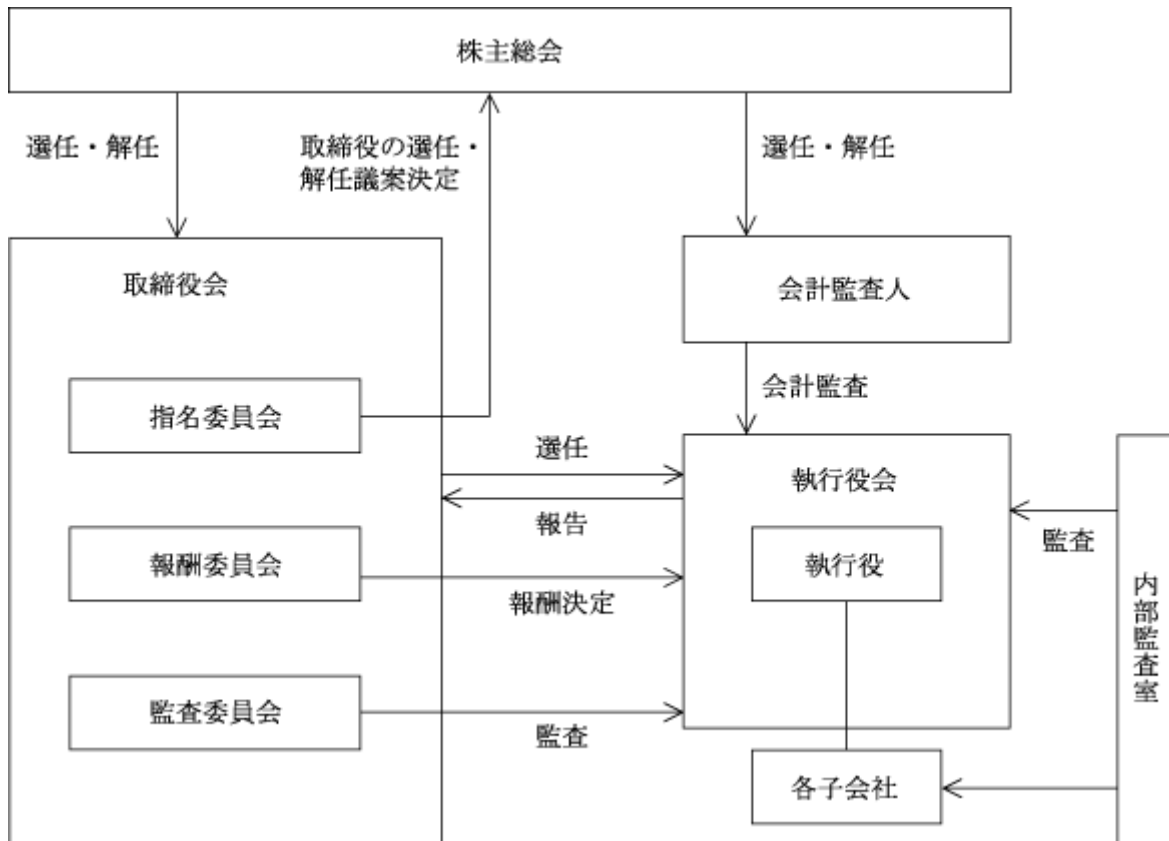 株主総会
選任・解任
取締役の選任・
解任議案決定
選任・解任
取締役会
会計監査人
指名委員会
会計監査
選任
執行役会
報告
監査
報酬委員会
執行役
報酬決定
内部監査室
監査委員会
監査
各子会社